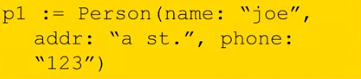 p1 := Person(name: “joe”,
addr: “a st.”, phone:
“123”)